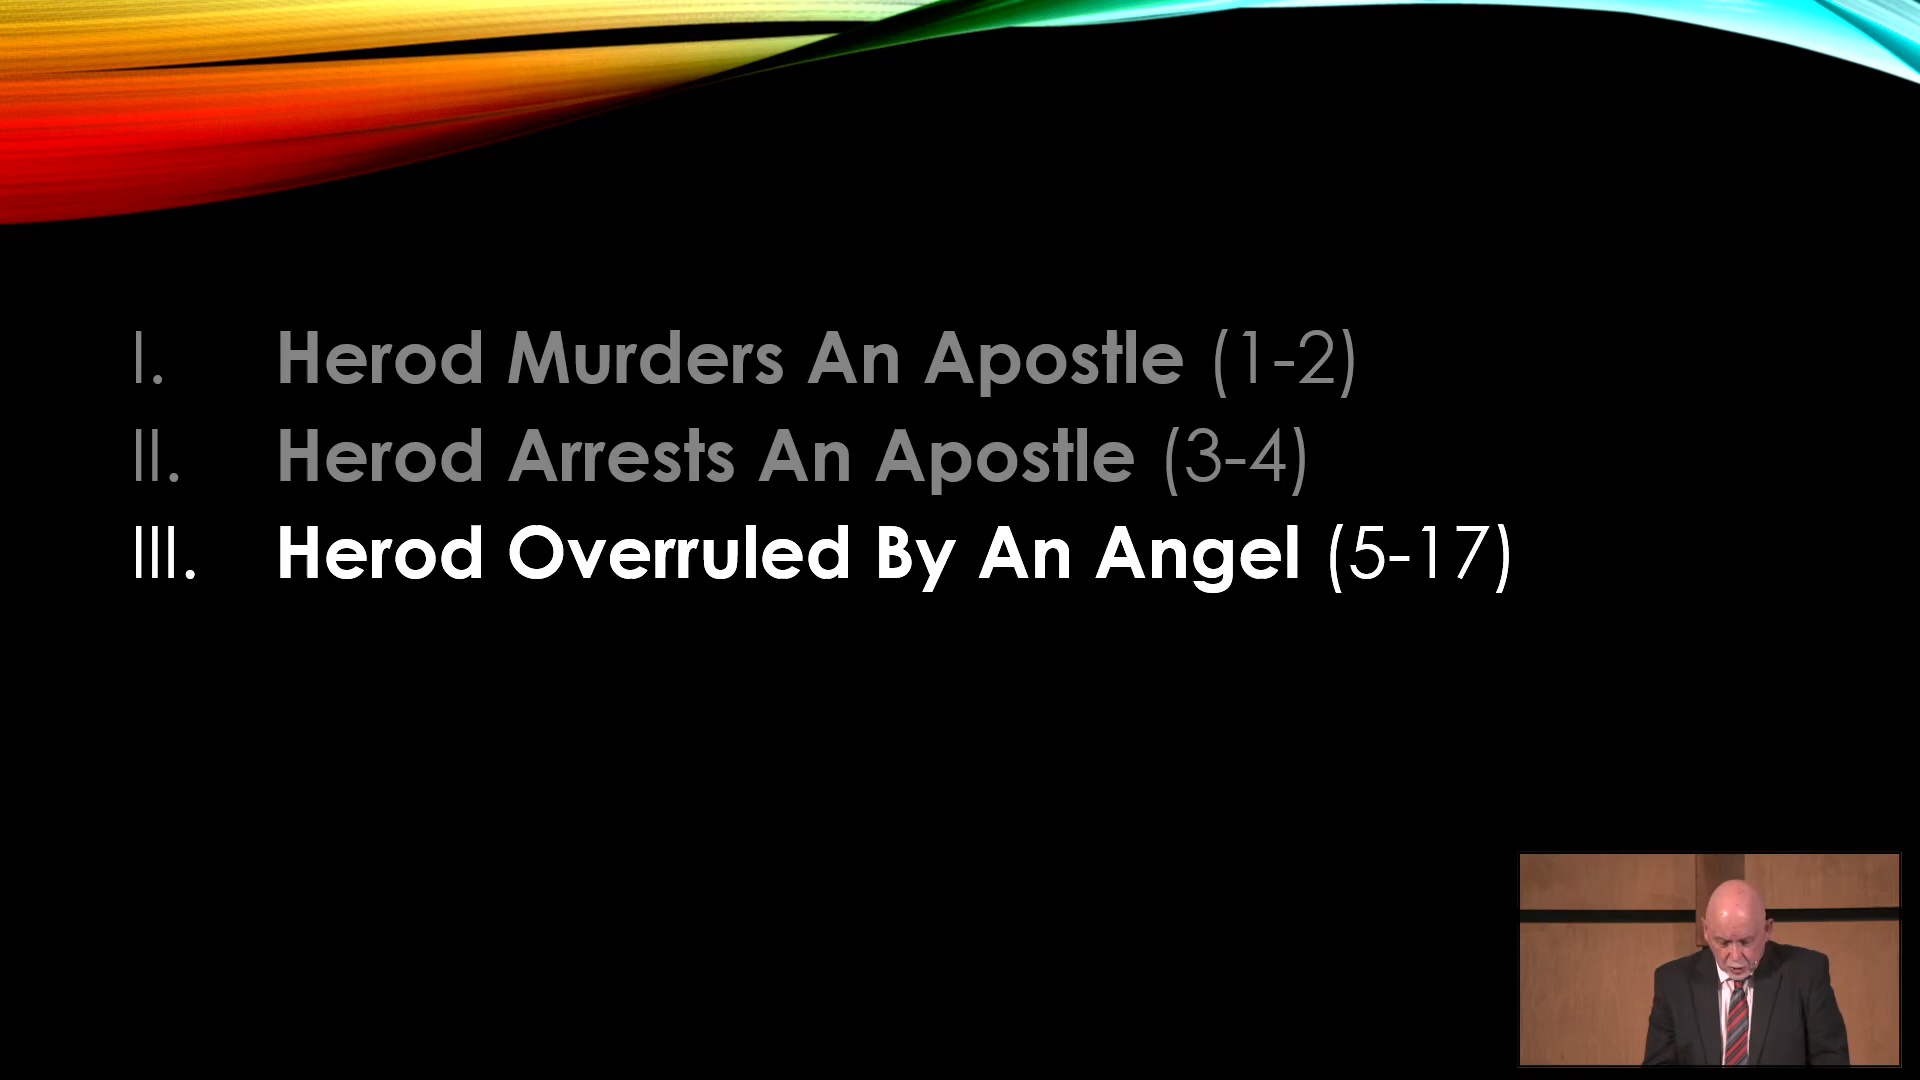 I. Herod Murders An Apostle (1-2)
II. Herod Arrests An Apostle (3-4)
III. Herod Overruled By An Angel (5-17)